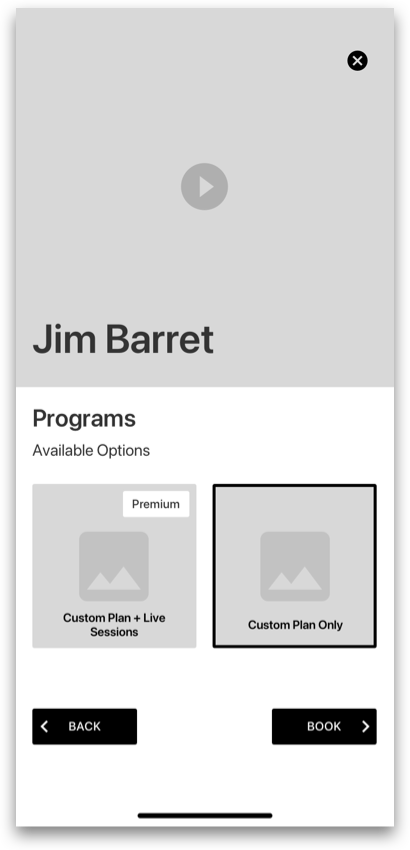 Jim Barret
Programs
Available Options
Premium
Custom Plan + Live
Sessions
Custom Plan Only
BACK
BOOK